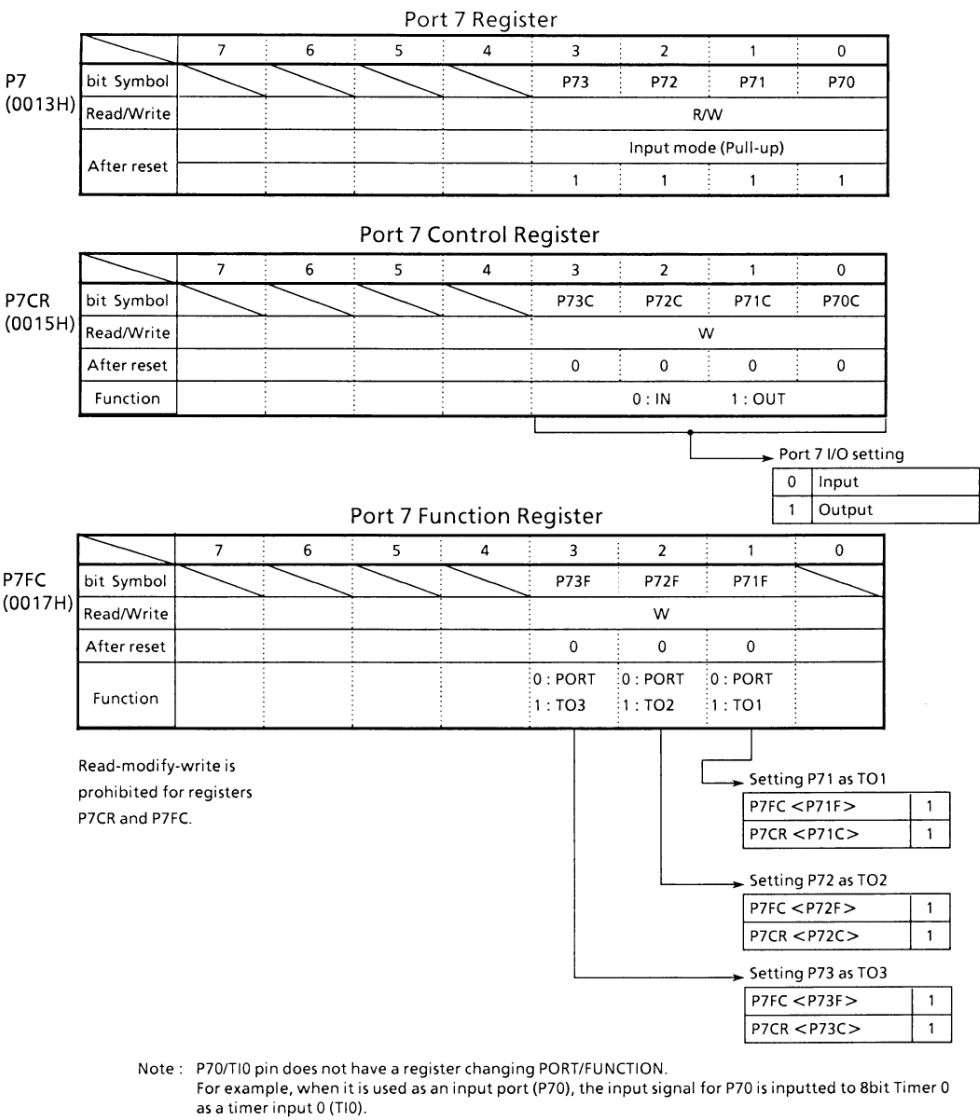 Port 7 Register
7 6 5 4 3 2 1 0
P7
(0013H)
bit Symbol P73 P72 P71 P70
Read/Write R/W
After reset
Input mode (Pull-up)
1 1 1 1
Port 7 Control Register
7 6 5 4 3 2 1 0
P7CR
(0015H)
bit Symbol P73C P72C P71C P70C
Read/Write W
After reset 0 0 0 0
Function 0 : IN 1 : OUT
Port 7 I/O setting
0 Input
1 Output
Port 7 Function Register
7 6 5 4 3 2 1 0
P7FC
(0017H)
bit Symbol P73F P72F P71F
Read/Write W
After reset 0 0 0
Function
0 : PORT 0 : PORT 0 : PORT
1 : TO3 1 : TO2 1 : TO1
Read-modify-write is
prohibited for registers
P7CR and P7FC.
Setting P71 as TO1
P7FC <P71F> 1
P7CR <P71C> 1
Setting P72 as TO2
P7FC <P72F> 1
P7CR <P72C> 1
Setting P73 as TO3
P7FC <P73F> 1
P7CR <P73C> 1
Note : P70/TI0 pin does not have a register changing PORT/FUNCTION.
For example, when it is used as an input port (P70), the input signal for P70 is inputted to 8bit Timer 0
as a timer input 0 (TI0).